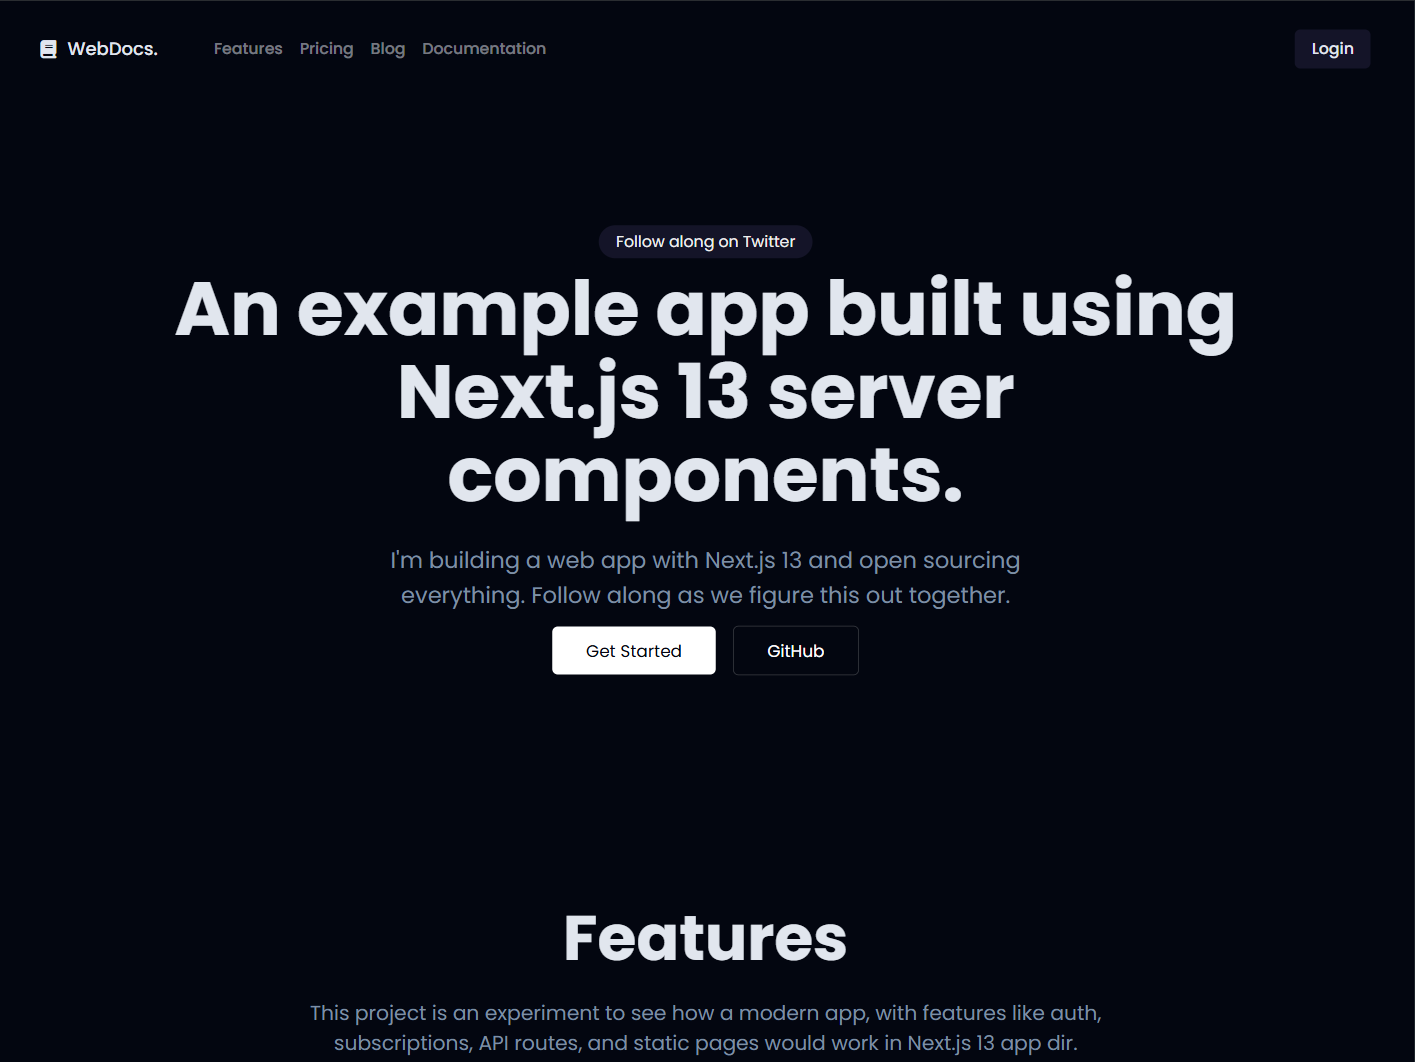 WebDocs.
Features Pricing Blog Documentation
Login
Follow along on Twitter
An example app built using
Next.js 13 server
components.
I'm building a web app with Next.js 13 and open sourcing
everything. Follow along as we figure this out together.
Get Started
GitHub
Features
This project is an experiment to see how a modern app, with features like auth,
subscriptions, API routes, and static pages would work in Next.js 13 app dir.